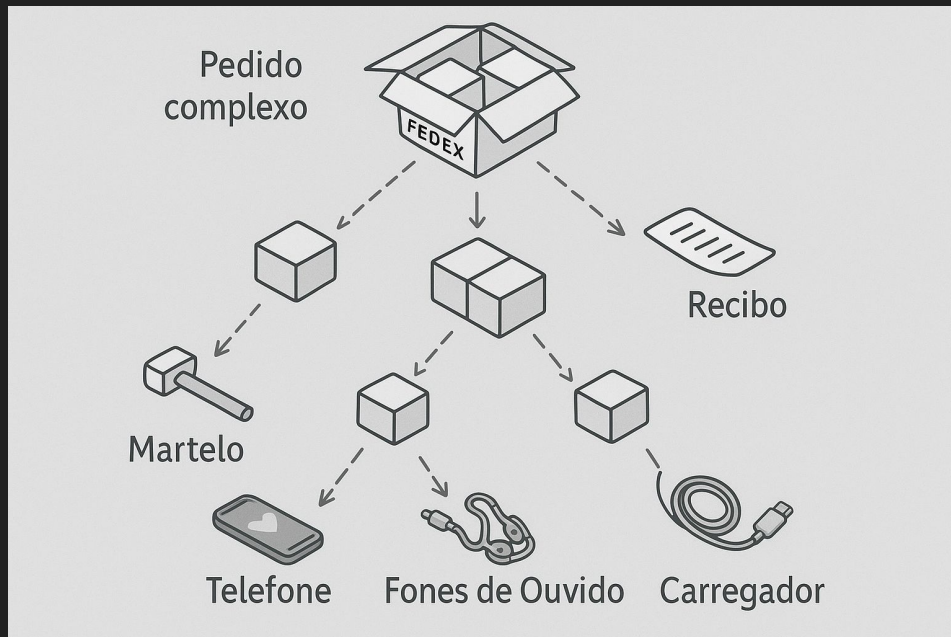 Pedido
complexo
FEDEX
Recibo
Martelo
Telefone
Fones de Ouvido
Carregador